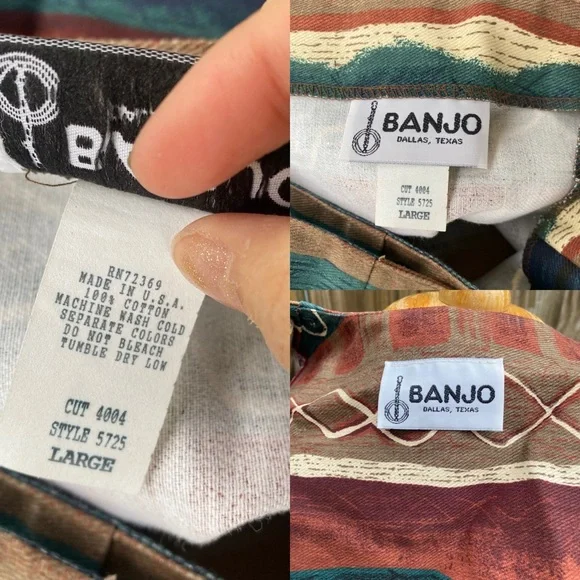 BANJO
RN72369
MADE IN U.S.A.
100% COTTON
MACHINE WASH COLD
SEPARATE COLORS
DO NOT BLEACH
TUMBLE DRY LOW
CUT 4004
STYLE 5725
LARGE
BANJO
DALLAS, TEXAS
CUT 4004
STYLE 5725
LARGE
BANJO
DALLAS, TEXAS